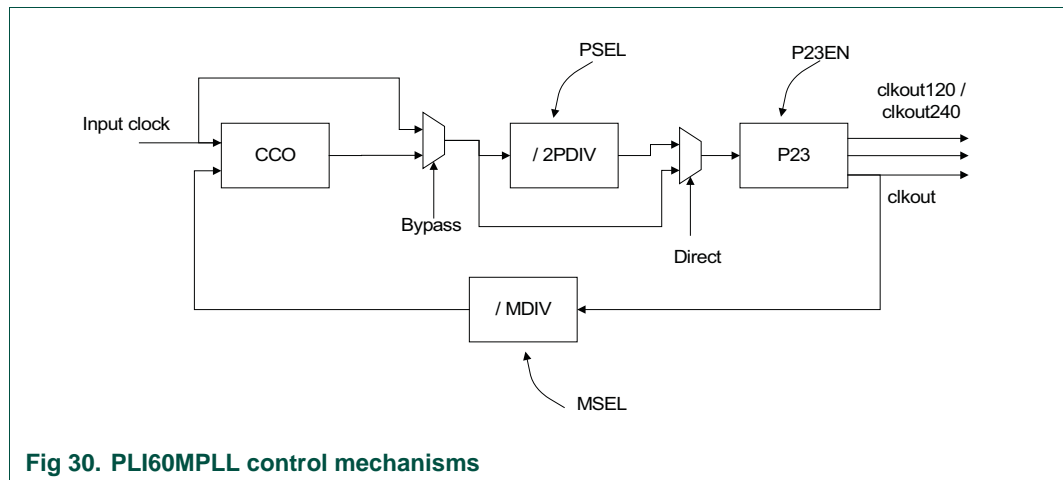 PSEL
P23EN
clkout120 /
clkout240
Input clock
CCO
/ 2PDIV
P23
clkout
Bypass
Direct
/ MDIV
MSEL
Fig 30. PLI60MPLL control mechanisms